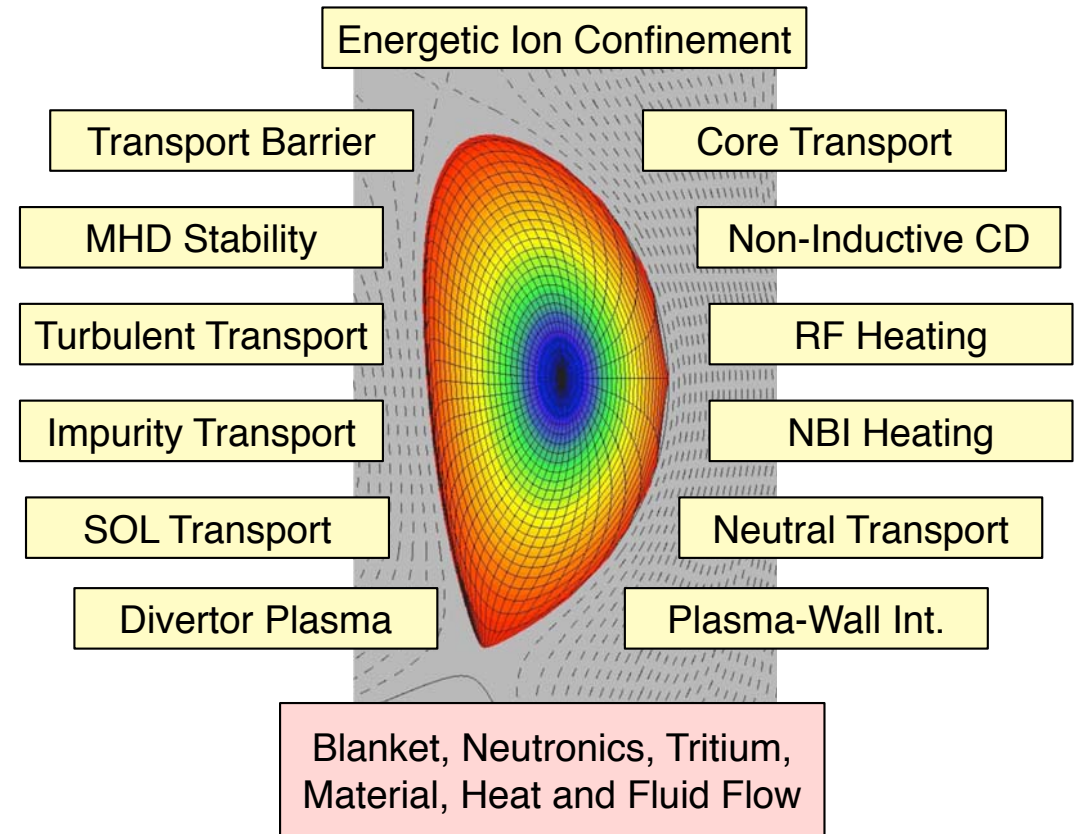 Energetic Ion Confinement
Transport Barrier
Core Transport
MHD Stability
Non-Inductive CD
Turbulent Transport
RF Heating
Impurity Transport
NBI Heating
SOL Transport
Neutral Transport
Divertor Plasma
Plasma-Wall Int.
Blanket, Neutronics, Tritium,
Material, Heat and Fluid Flow